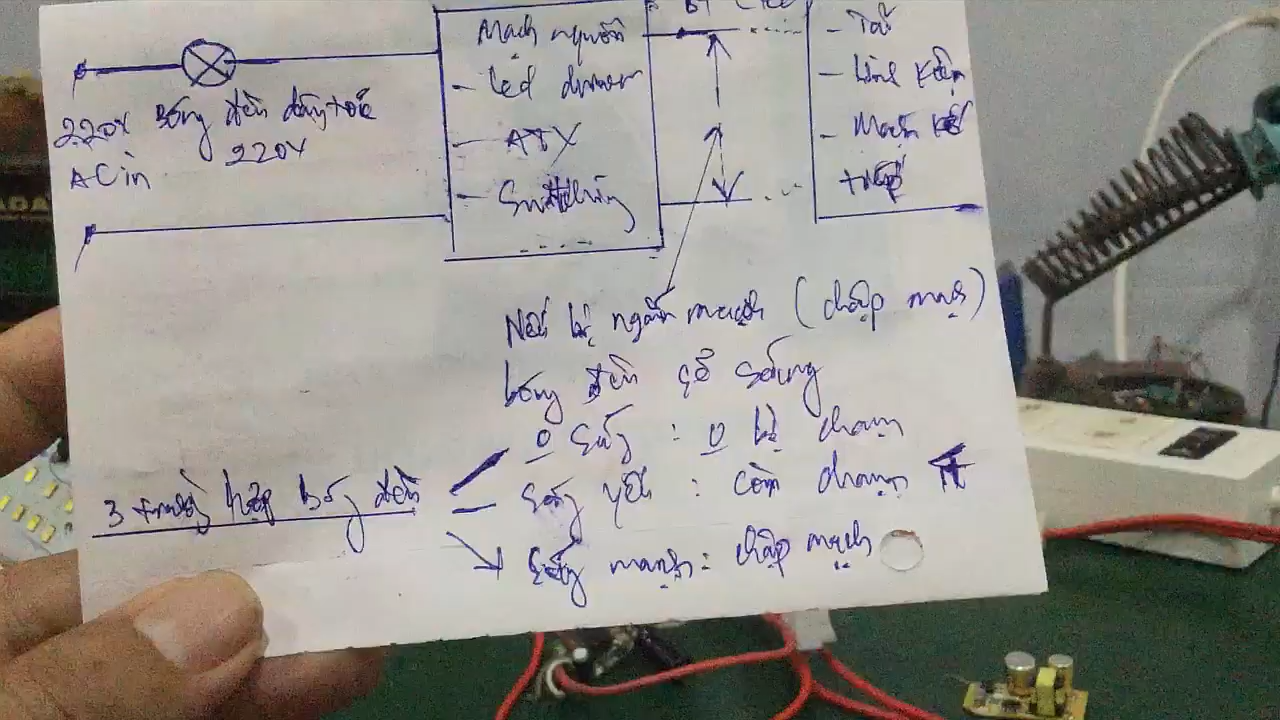 220V
AC in
Bóng đèn dây tóc
220V
Mạch nguồn
- Led driver
- ATX
- Switching
....
- Tải
- Linh kiện
- Mạch kế
tiếp
Nếu bị ngắn mạch (chập mạch)
bóng đèn sẽ sáng
3 trường hợp bóng đèn
0 sáng : 0 bị chạm
Sáng yếu : còn chạm
Sáng mạnh : chập mạch